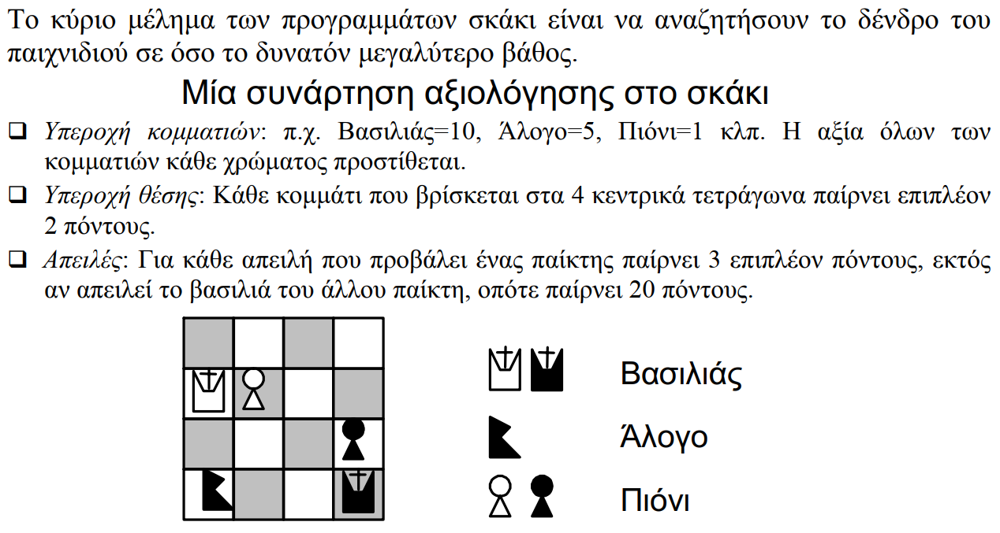 Το κύριο μέλημα των προγραμμάτων σκάκι είναι να αναζητήσουν το δένδρο του
παιχνιδιού σε όσο το δυνατόν μεγαλύτερο βάθος.
Μία συνάρτηση αξιολόγησης στο σκάκι
❑ Υπεροχή κομματιών: π.χ. Βασιλιάς=10, Άλογο=5, Πιόνι=1 κλπ. Η αξία όλων των
κομματιών κάθε χρώματος προστίθεται.
❑ Υπεροχή θέσης: Κάθε κομμάτι που βρίσκεται στα 4 κεντρικά τετράγωνα παίρνει επιπλέον
2 πόντους.
❑ Απειλές: Για κάθε απειλή που προβάλει ένας παίκτης παίρνει 3 επιπλέον πόντους, εκτός
αν απειλεί το βασιλιά του άλλου παίκτη, οπότε παίρνει 20 πόντους.
Βασιλιάς
Άλογο
Πιόνι